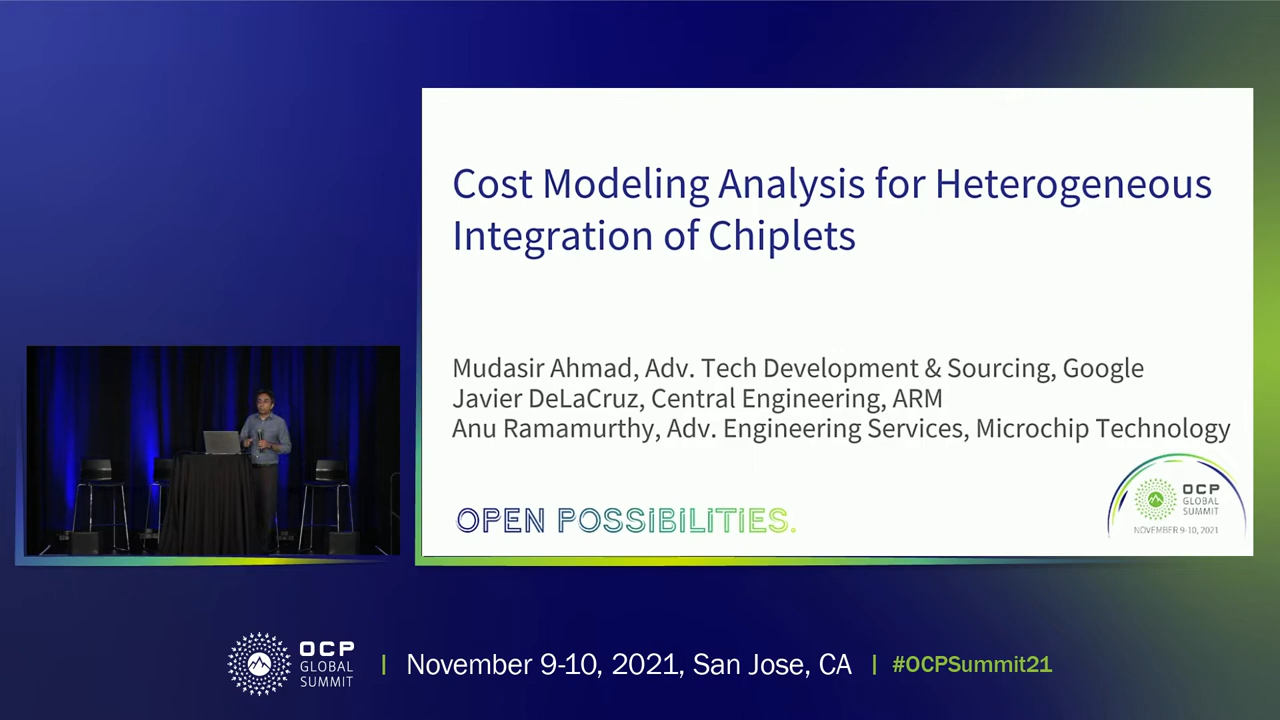 Cost Modeling Analysis for Heterogeneous
Integration of Chiplets
Mudasir Ahmad, Adv. Tech Development & Sourcing, Google
Javier DeLaCruz, Central Engineering, ARM
Anu Ramamurthy, Adv. Engineering Services, Microchip Technology
OPEN POSSIBILITIES.
OCP
GLOBAL
SUMMIT
NOVEMBER 9-10, 2021
OCP
GLOBAL
SUMMIT
November 9-10, 2021, San Jose, CA
#OCPSummit21